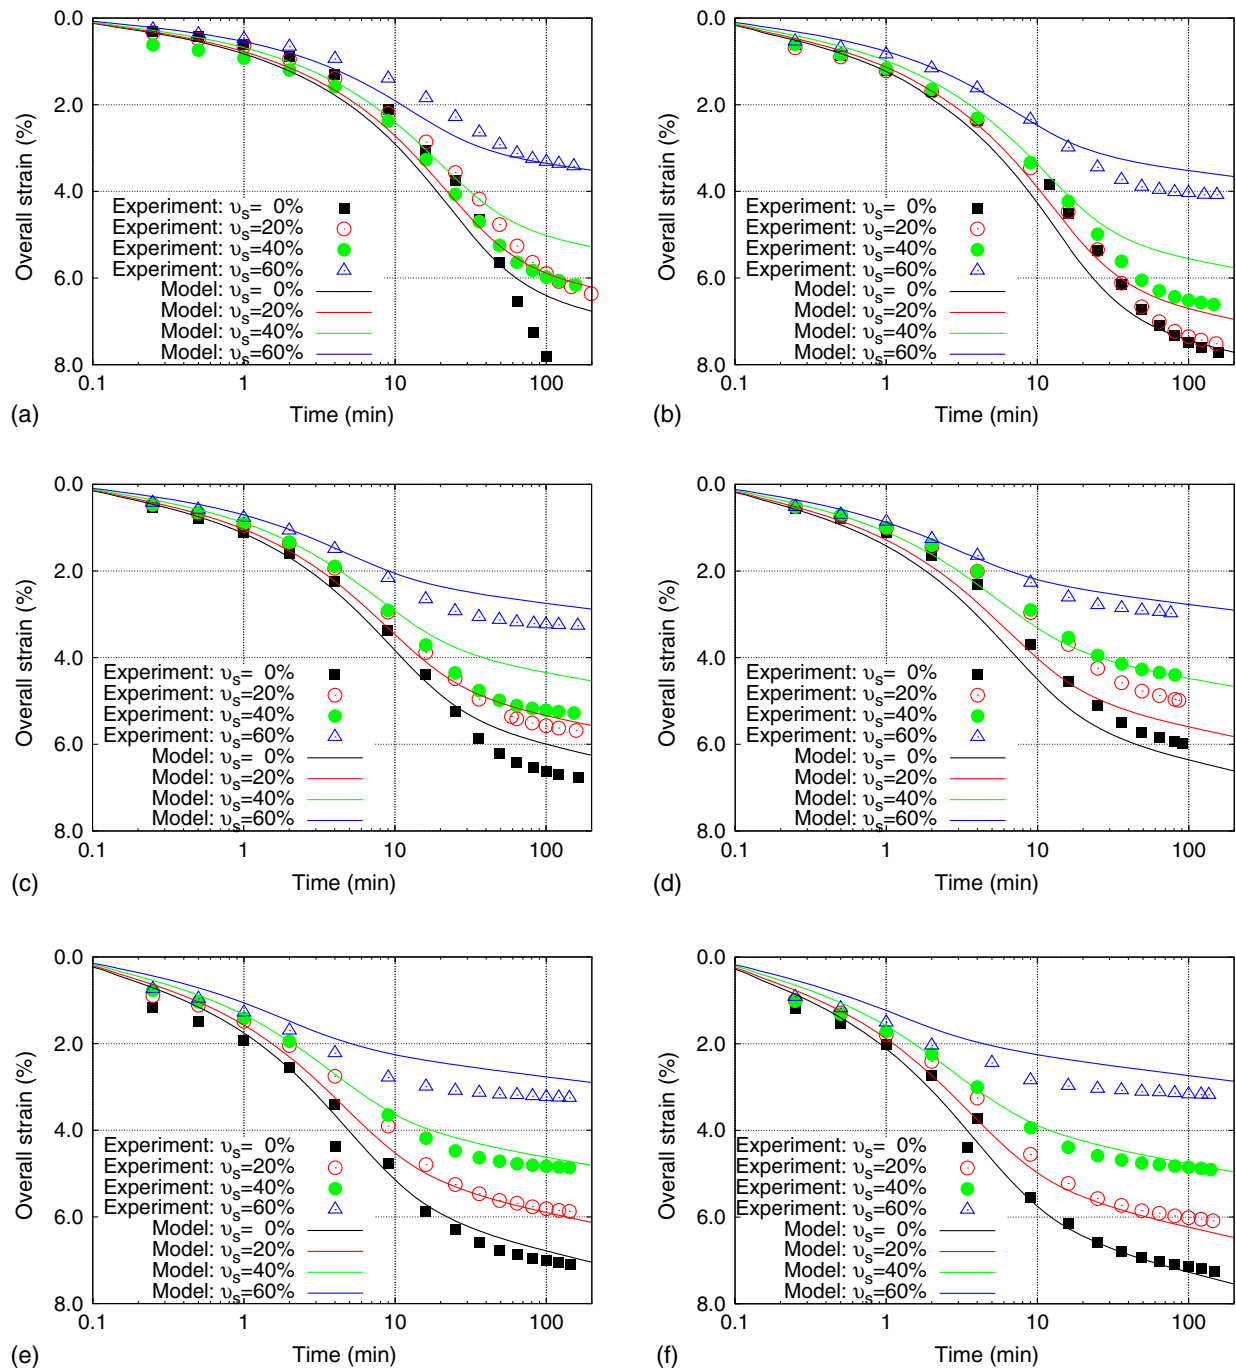 0.0
2.0
4.0
6.0
8.0
Overall strain (%)
Experiment: υs= 0%
Experiment: υs=20%
Experiment: υs=40%
Experiment: υs=60%
Model: υs= 0%
Model: υs=20%
Model: υs=40%
Model: υs=60%
0.1 1 10 100
Time (min)
(a)
0.0
2.0
4.0
6.0
8.0
Overall strain (%)
Experiment: υs= 0%
Experiment: υs=20%
Experiment: υs=40%
Experiment: υs=60%
Model: υs= 0%
Model: υs=20%
Model: υs=40%
Model: υs=60%
0.1 1 10 100
Time (min)
(b)
0.0
2.0
4.0
6.0
8.0
Overall strain (%)
Experiment: υs= 0%
Experiment: υs=20%
Experiment: υs=40%
Experiment: υs=60%
Model: υs= 0%
Model: υs=20%
Model: υs=40%
Model: υs=60%
0.1 1 10 100
Time (min)
(c)
0.0
2.0
4.0
6.0
8.0
Overall strain (%)
Experiment: υs= 0%
Experiment: υs=20%
Experiment: υs=40%
Experiment: υs=60%
Model: υs= 0%
Model: υs=20%
Model: υs=40%
Model: υs=60%
0.1 1 10 100
Time (min)
(d)
0.0
2.0
4.0
6.0
8.0
Overall strain (%)
Experiment: υs= 0%
Experiment: υs=20%
Experiment: υs=40%
Experiment: υs=60%
Model: υs= 0%
Model: υs=20%
Model: υs=40%
Model: υs=60%
0.1 1 10 100
Time (min)
(e)
0.0
2.0
4.0
6.0
8.0
Overall strain (%)
Experiment: υs= 0%
Experiment: υs=20%
Experiment: υs=40%
Experiment: υs=60%
Model: υs= 0%
Model: υs=20%
Model: υs=40%
Model: υs=60%
0.1 1 10 100
Time (min)
(f)